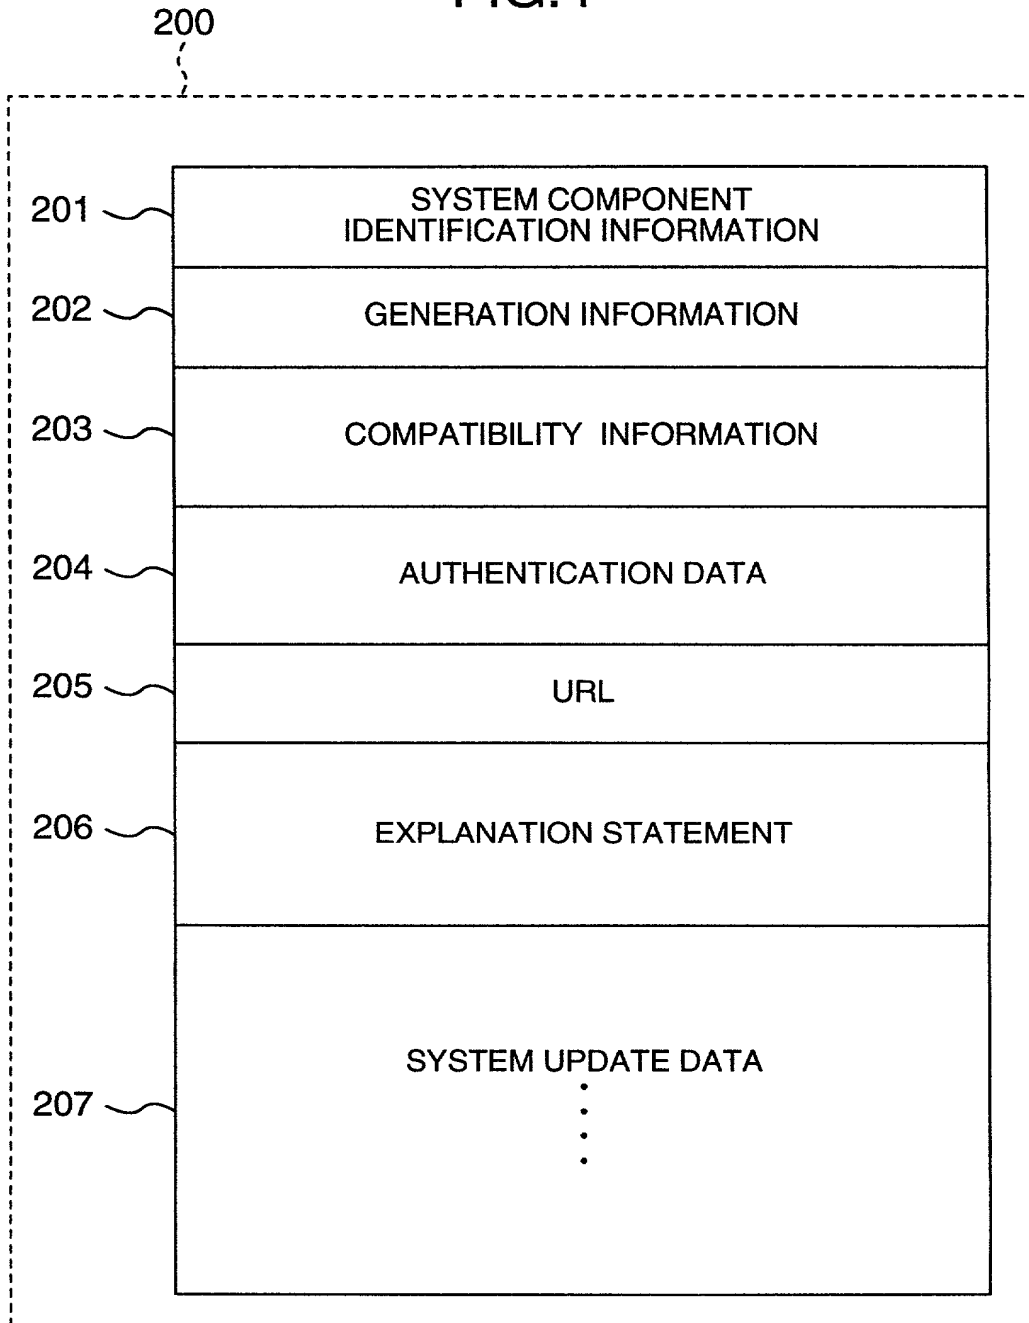 200
201
SYSTEM COMPONENT
IDENTIFICATION INFORMATION
202
GENERATION INFORMATION
203
COMPATIBILITY INFORMATION
204
AUTHENTICATION DATA
205
URL
206
EXPLANATION STATEMENT
SYSTEM UPDATE DATA
207